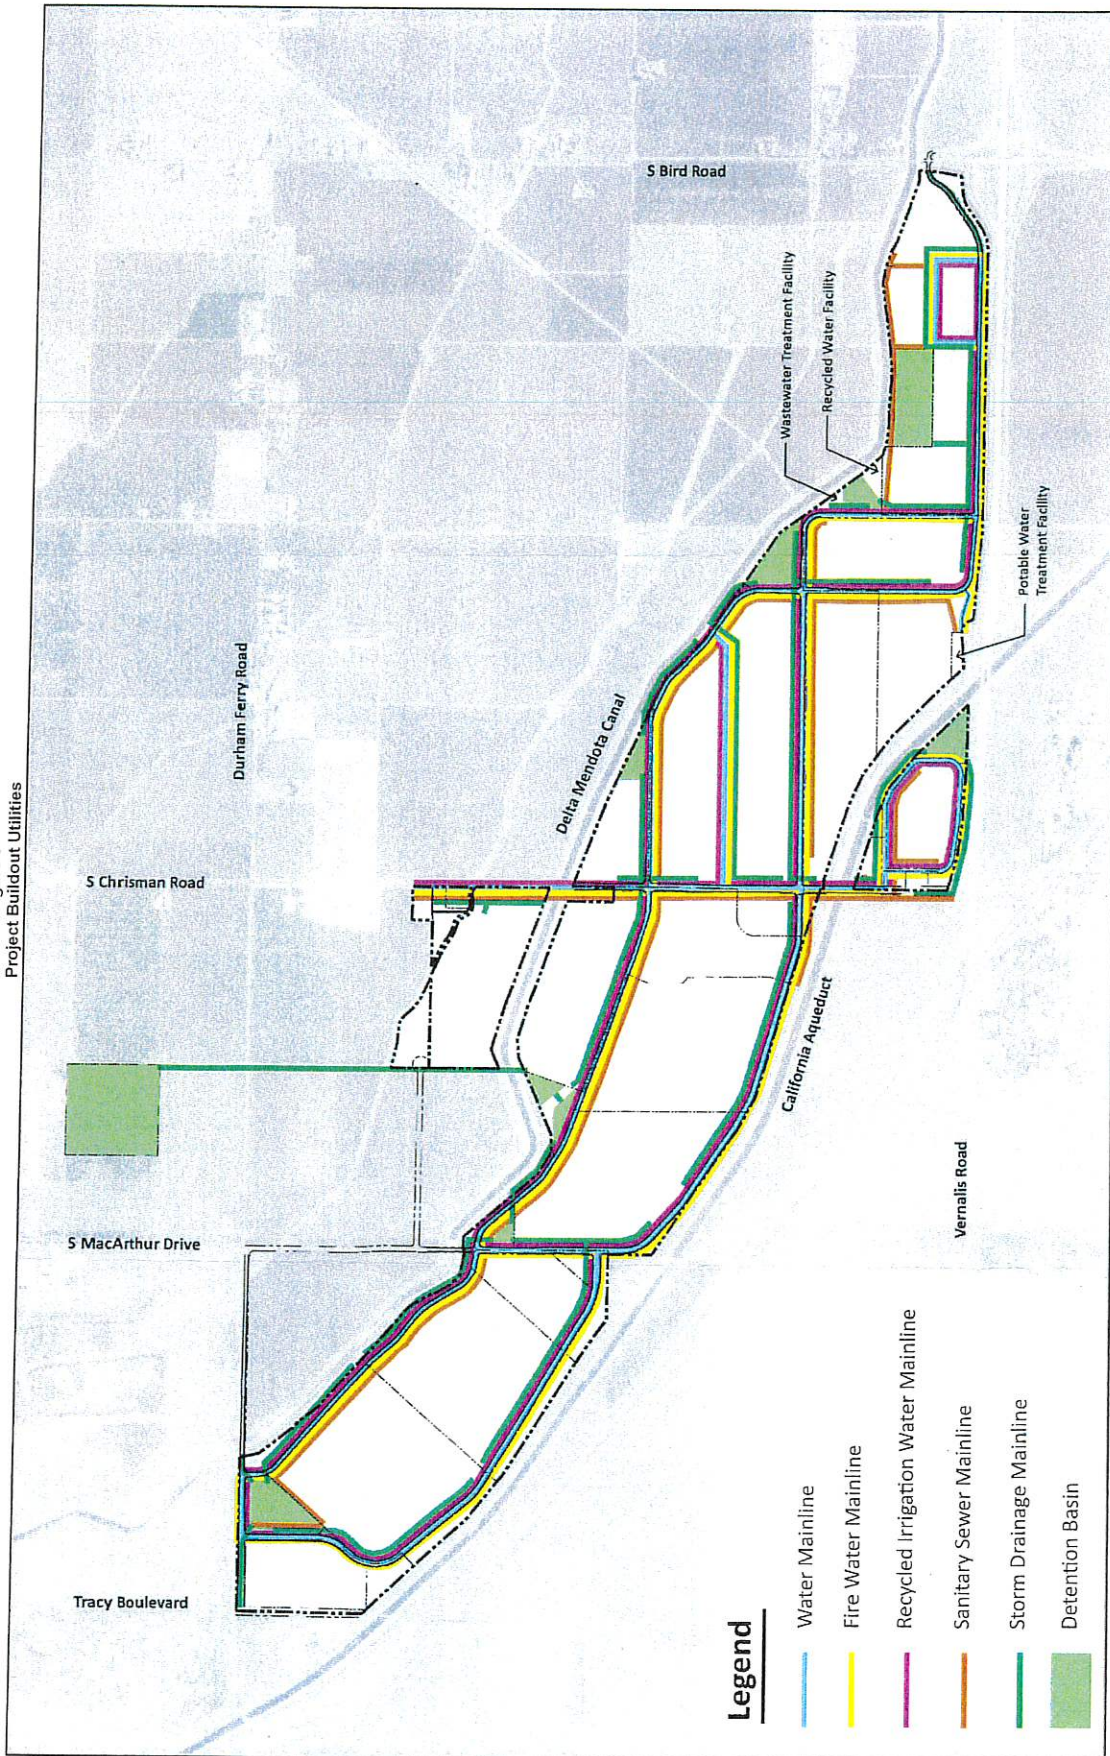 Project Buildout Utilities
S Bird Road
Wastewater Treatment Facility
Recycled Water Facility
Potable Water
Treatment Facility
Durham Ferry Road
Delta Mendota Canal
S Chrisman Road
California Aqueduct
S MacArthur Drive
Vernalis Road
Tracy Boulevard
Legend
Water Mainline
Fire Water Mainline
Recycled Irrigation Water Mainline
Sanitary Sewer Mainline
Storm Drainage Mainline
Detention Basin